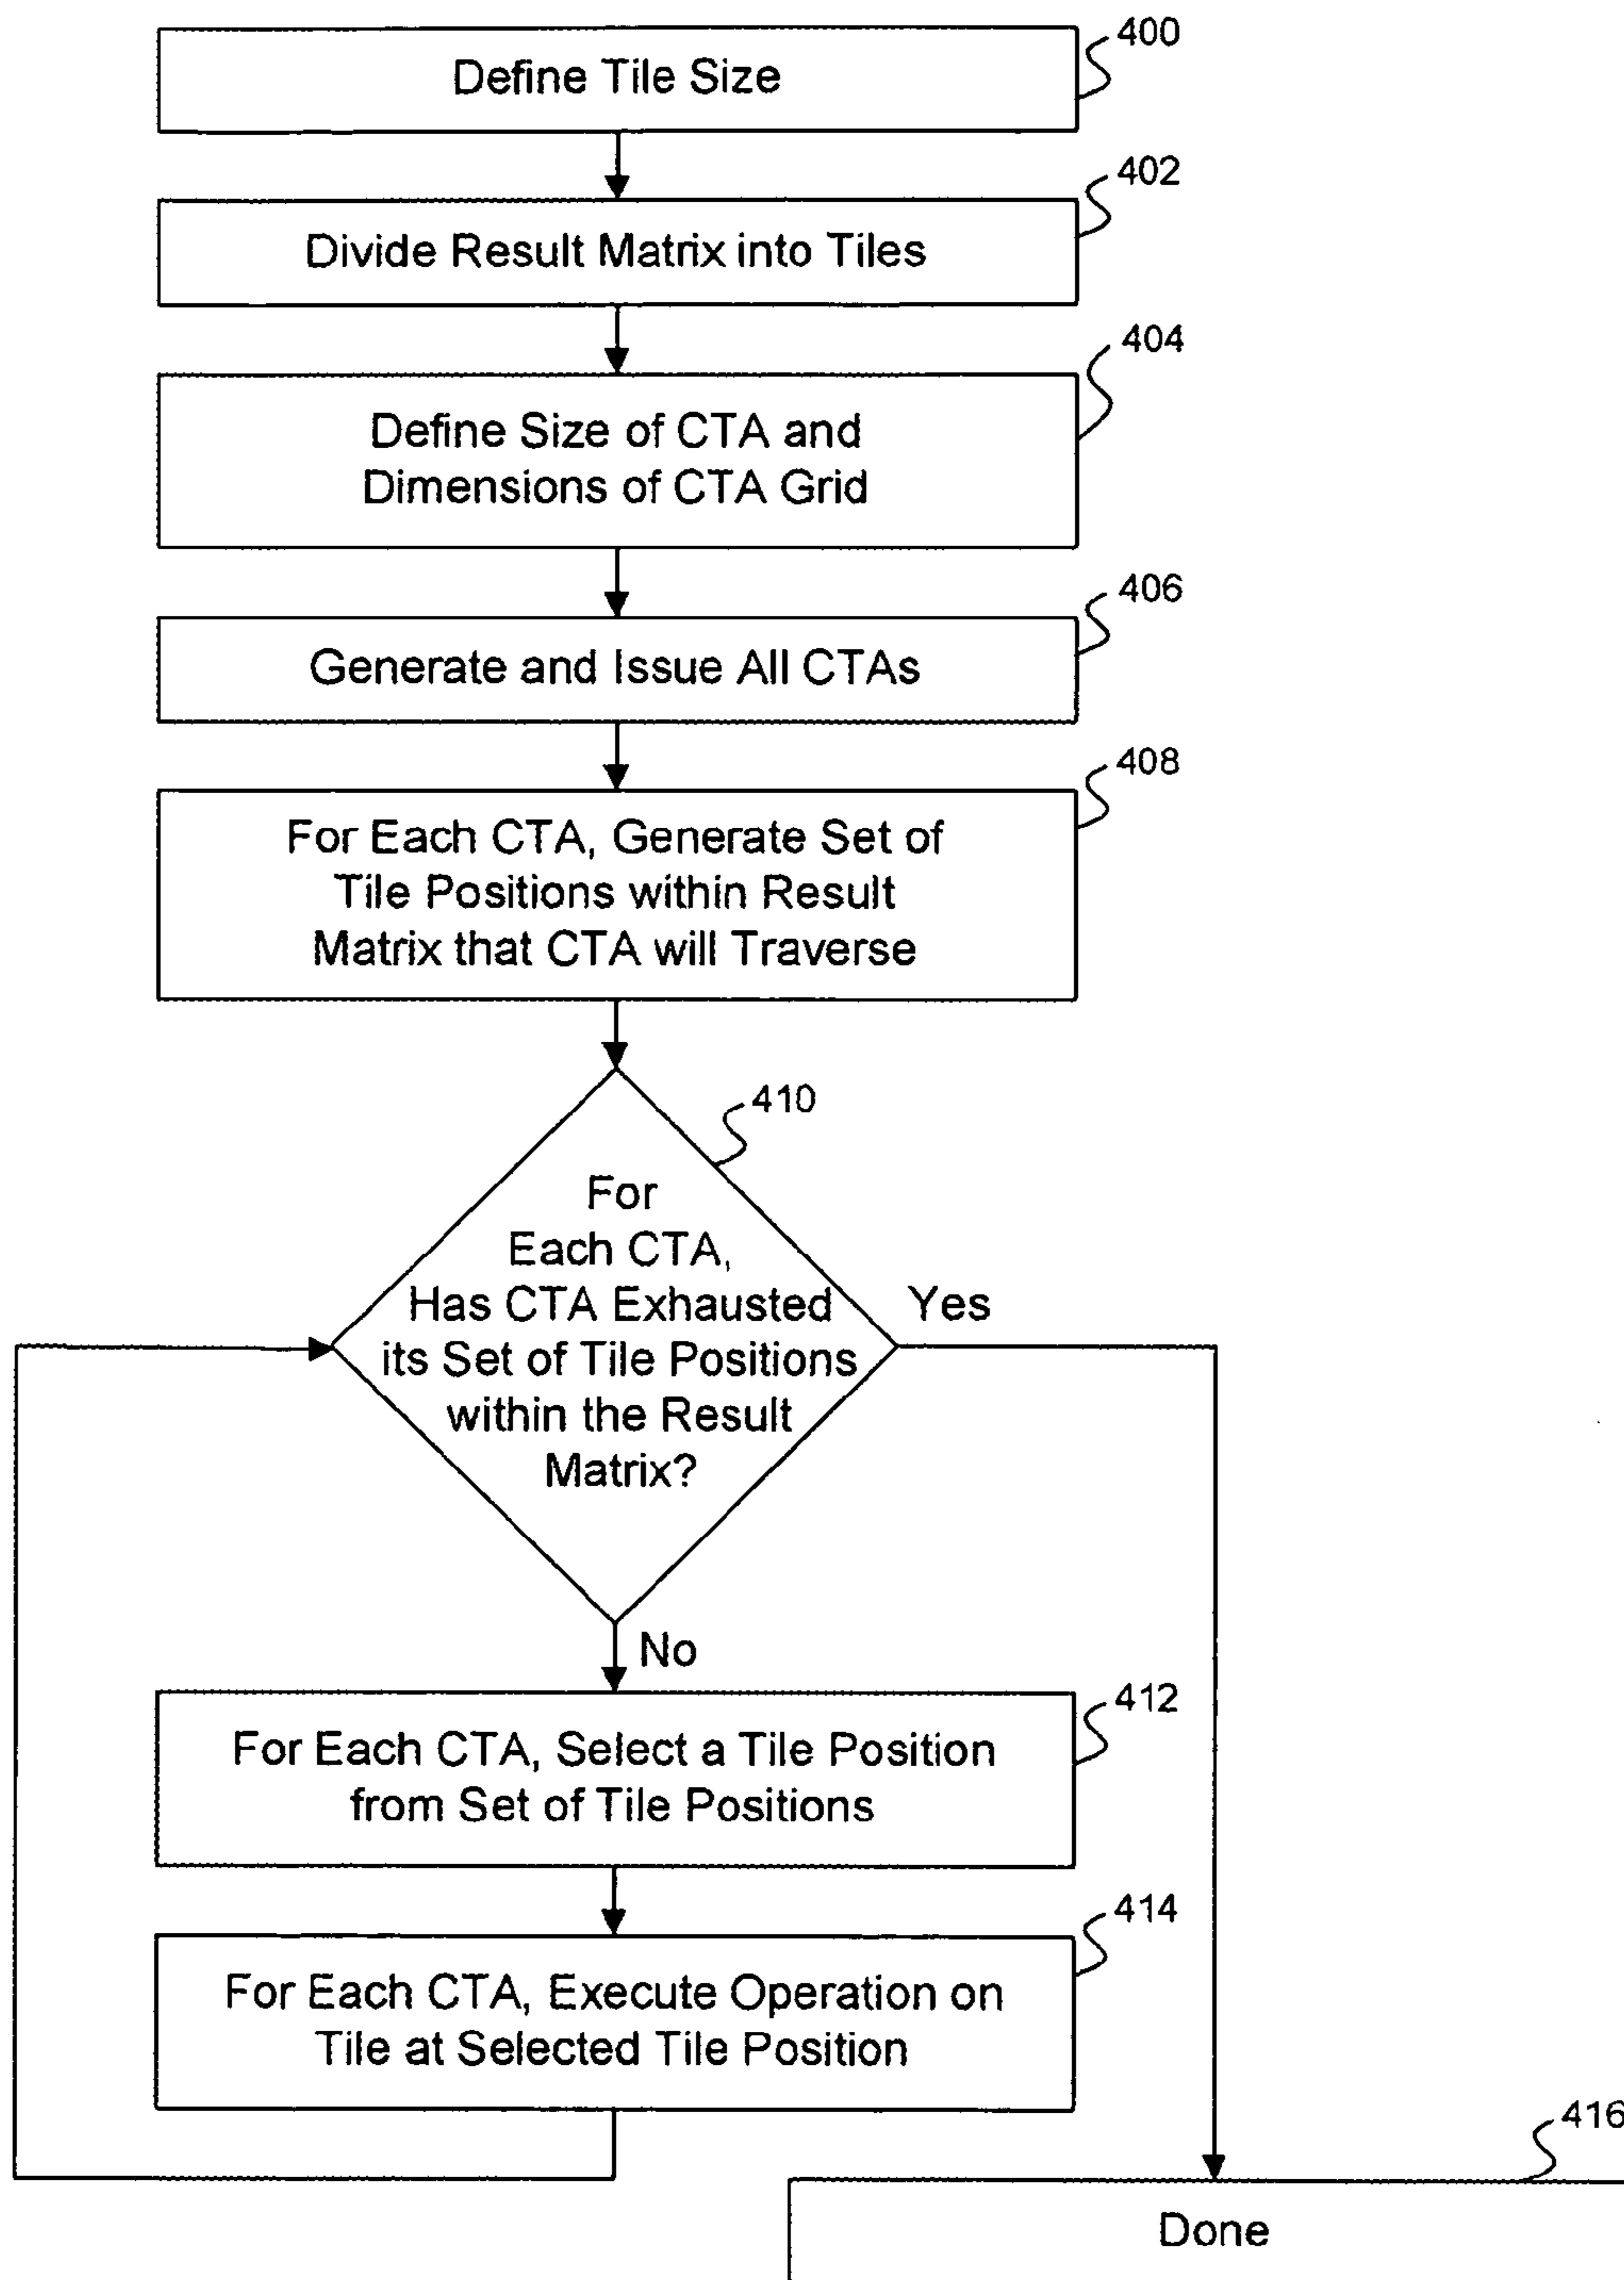 400
Define Tile Size
402
Divide Result Matrix into Tiles
404
Define Size of CTA and
Dimensions of CTA Grid
406
Generate and Issue All CTAs
408
For Each CTA, Generate Set of
Tile Positions within Result
Matrix that CTA will Traverse
410
For
Each CTA,
Has CTA Exhausted
its Set of Tile Positions
within the Result
Matrix?
Yes
No
412
For Each CTA, Select a Tile Position
from Set of Tile Positions
414
For Each CTA, Execute Operation on
Tile at Selected Tile Position
416
Done